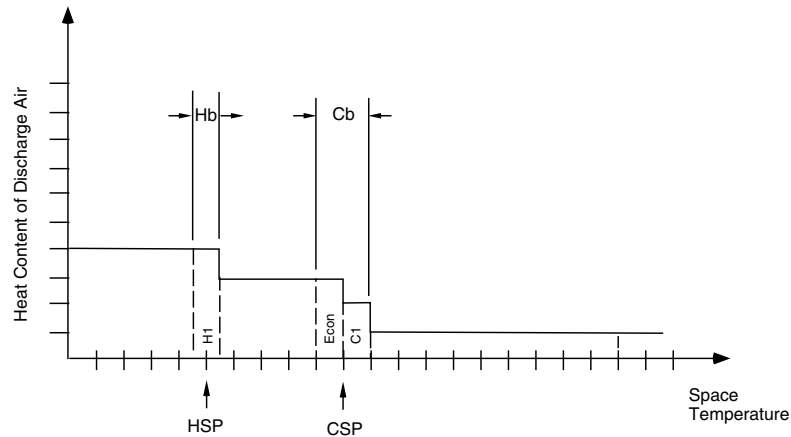 Heat Content of Discharge Air
Hb
Cb
H1
Econ
C1
HSP
CSP
Space
Temperature